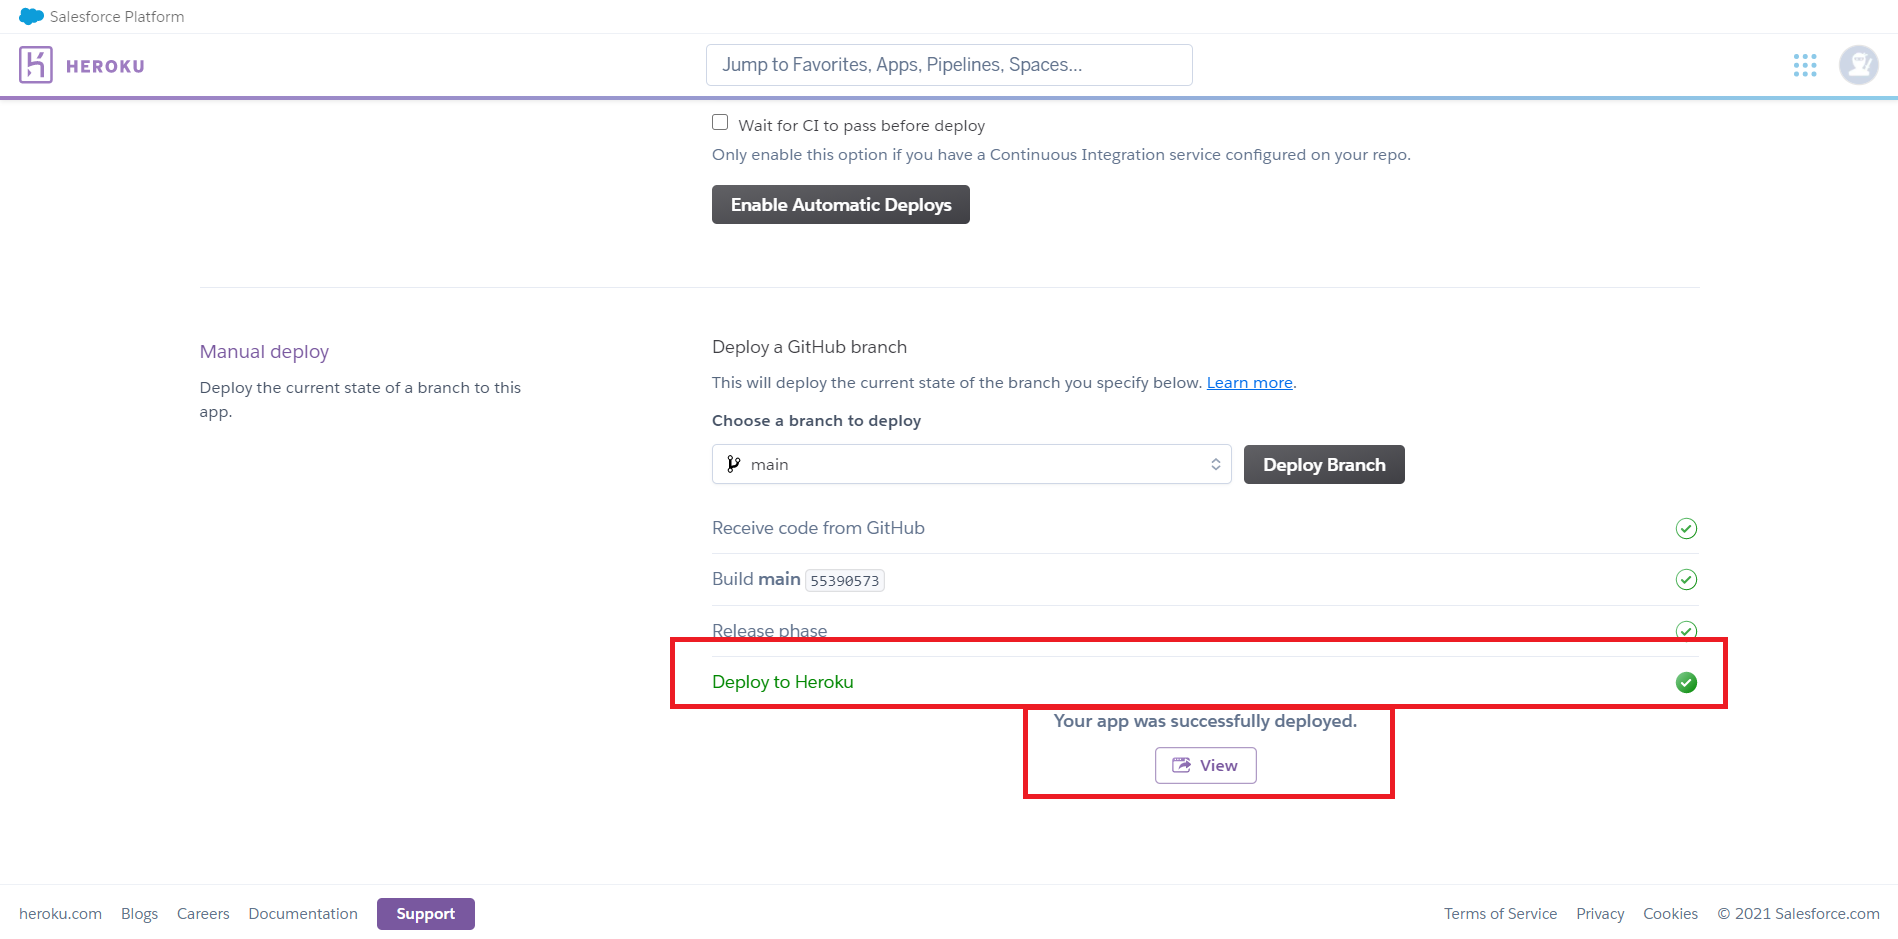 Salesforce Platform
HEROKU
Jump to Favorites, Apps, Pipelines, Spaces...
Wait for CI to pass before deploy
Only enable this option if you have a Continuous Integration service configured on your repo.
Enable Automatic Deploys
Manual deploy
Deploy the current state of a branch to this
app.
Deploy a GitHub branch
This will deploy the current state of the branch you specify below. Learn more.
Choose a branch to deploy
main
Deploy Branch
Receive code from GitHub
Build main 55390573
Release phase
Deploy to Heroku
Your app was successfully deployed.
View
heroku.com Blogs Careers Documentation Support
Terms of Service Privacy Cookies © 2021 Salesforce.com